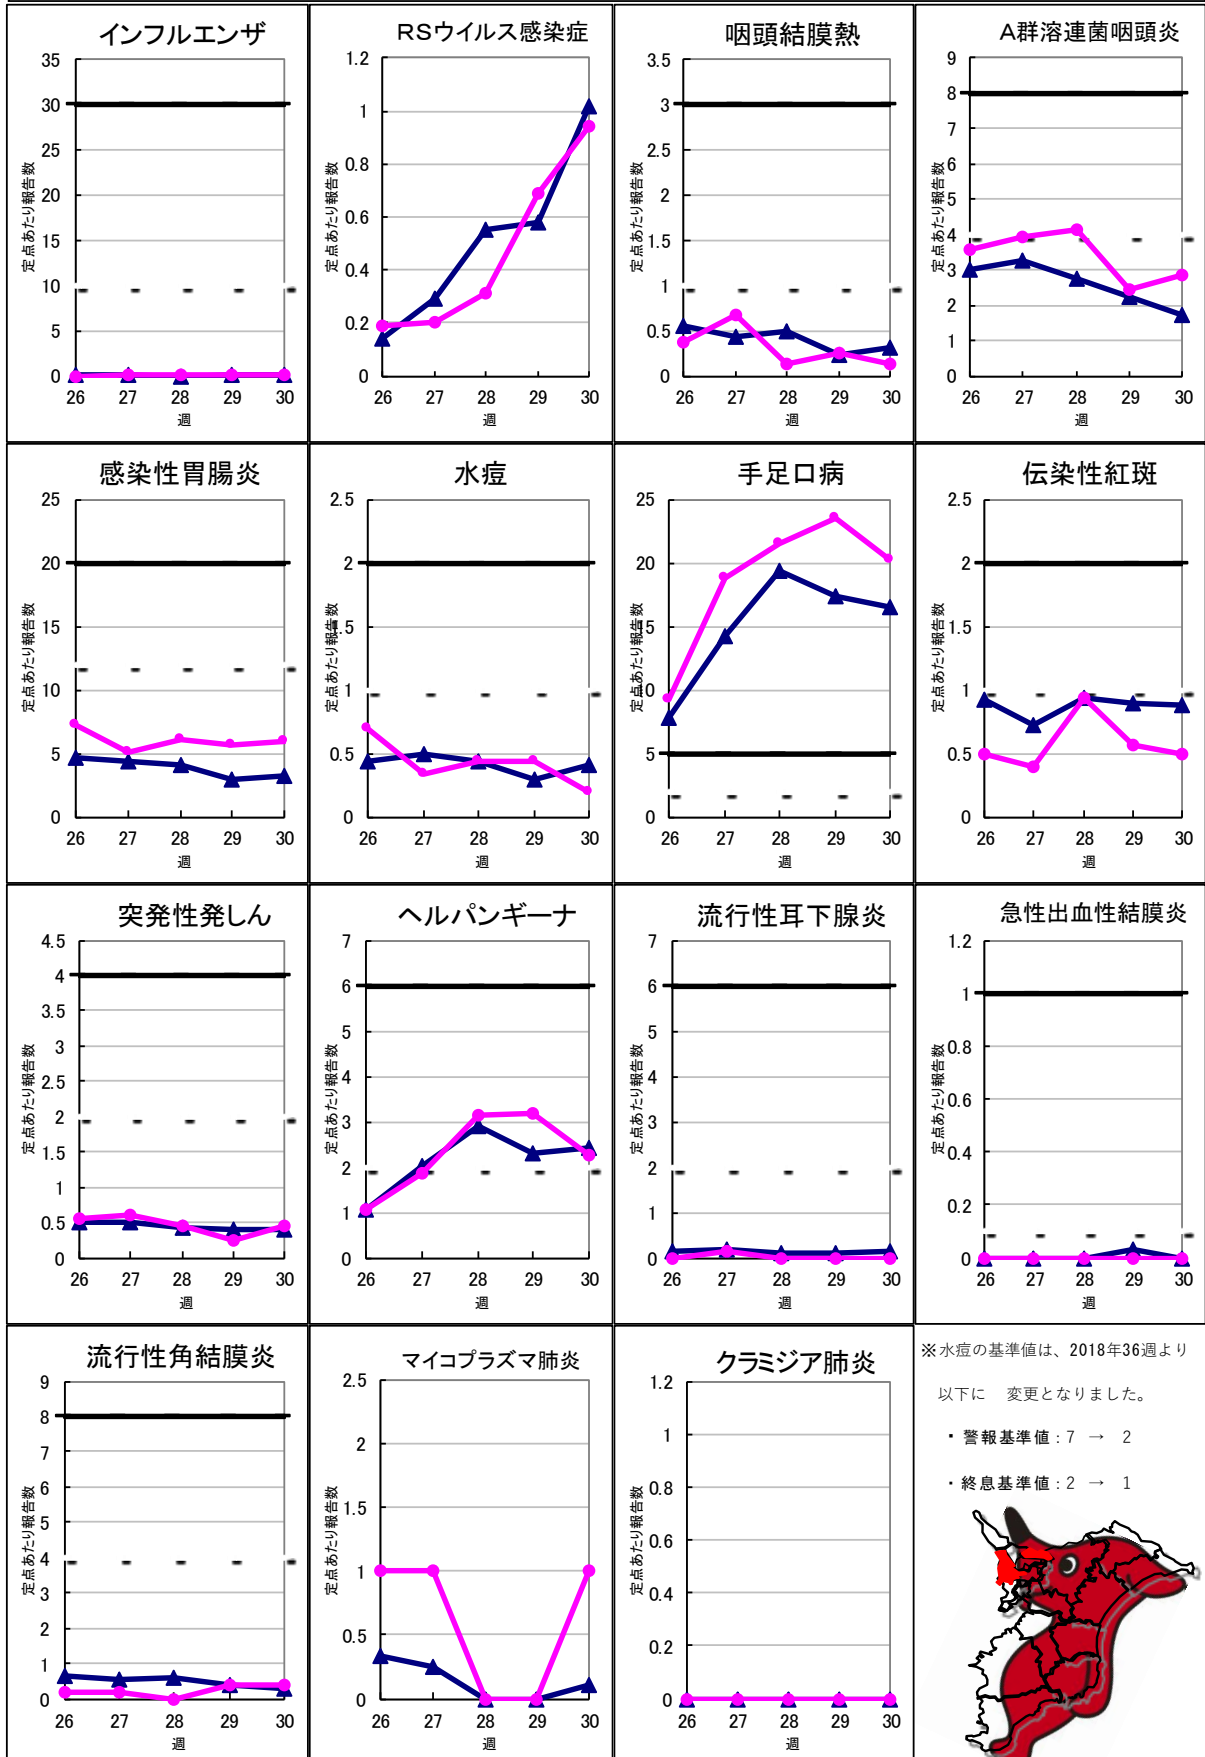 インフルエンザ
35
30
25
20
15
10
5
0
定点あたり報告数
26 27 28 29 30
週
RSウイルス感染症
1.2
1
0.8
0.6
0.4
0.2
0
定点あたり報告数
26 27 28 29 30
週
咽頭結膜熱
3.5
3
2.5
2
1.5
1
0.5
0
定点あたり報告数
26 27 28 29 30
週
A群溶連菌咽頭炎
9
8
7
6
5
4
3
2
1
0
定点あたり報告数
26 27 28 29 30
週
感染性胃腸炎
25
20
15
10
5
0
定点あたり報告数
26 27 28 29 30
週
水痘
2.5
2
1.5
1
0.5
0
定点あたり報告数
26 27 28 29 30
週
手足口病
25
20
15
10
5
0
定点あたり報告数
26 27 28 29 30
週
伝染性紅斑
2.5
2
1.5
1
0.5
0
定点あたり報告数
26 27 28 29 30
週
突発性発しん
4.5
4
3.5
3
2.5
2
1.5
1
0.5
0
定点あたり報告数
26 27 28 29 30
週
ヘルパンギーナ
7
6
5
4
3
2
1
0
定点あたり報告数
26 27 28 29 30
週
流行性耳下腺炎
7
6
5
4
3
2
1
0
定点あたり報告数
26 27 28 29 30
週
急性出血性結膜炎
1.2
1
0.8
0.6
0.4
0.2
0
定点あたり報告数
26 27 28 29 30
週
流行性角結膜炎
9
8
7
6
5
4
3
2
1
0
定点あたり報告数
26 27 28 29 30
週
マイコプラズマ肺炎
2.5
2
1.5
1
0.5
0
定点あたり報告数
26 27 28 29 30
週
クラミジア肺炎
1.2
1
0.8
0.6
0.4
0.2
0
定点あたり報告数
26 27 28 29 30
週
※水痘の基準値は、2018年36週より
以下に 変更となりました。
・警報基準値：7 → 2
・終息基準値：2 → 1